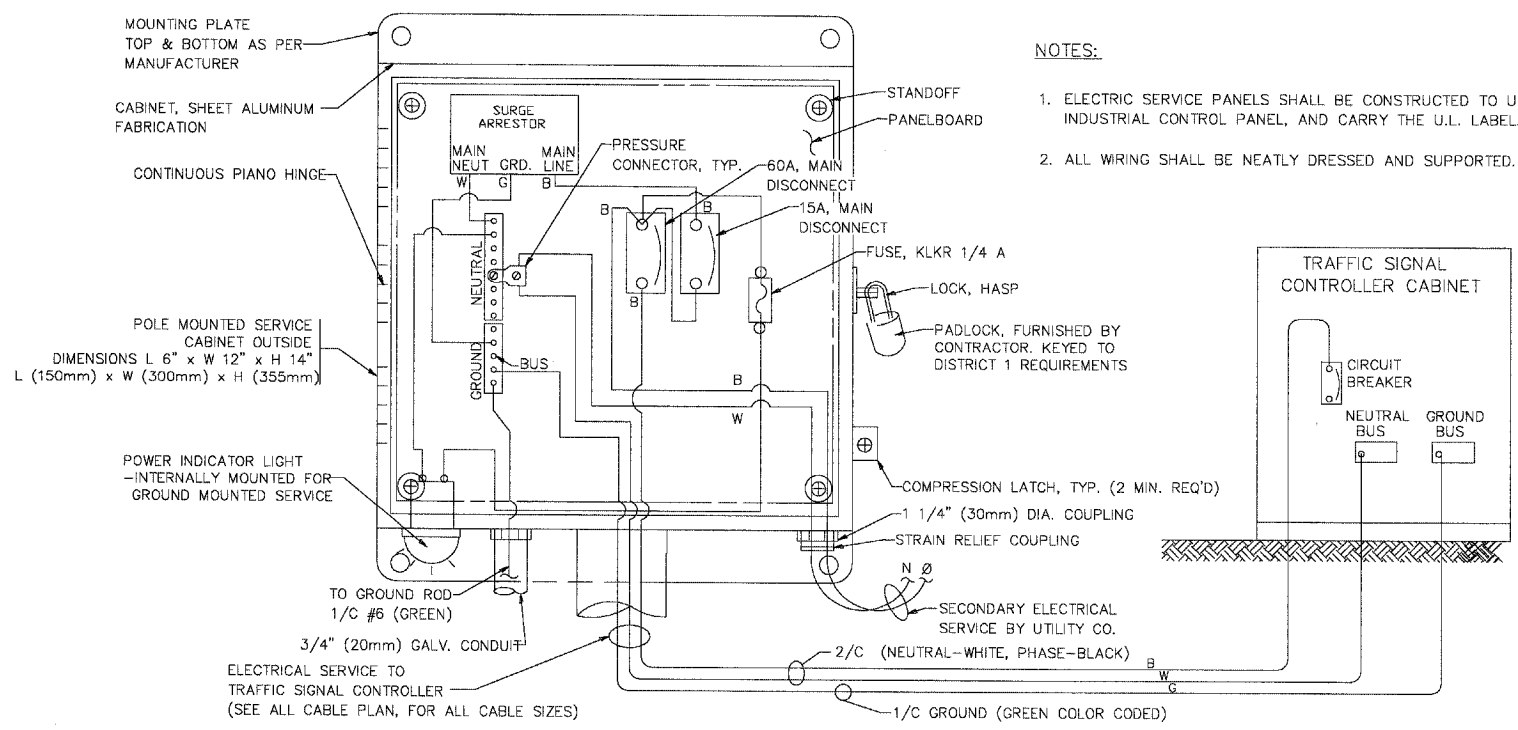 MOUNTING PLATE
TOP & BOTTOM AS PER
MANUFACTURER
CABINET, SHEET ALUMINUM
FABRICATION
CONTINUOUS PIANO HINGE
POLE MOUNTED SERVICE
CABINET OUTSIDE
DIMENSIONS L 6" x W 12" x H 14"
L (150mm) x W (300mm) x H (355mm)
POWER INDICATOR LIGHT
-INTERNALLY MOUNTED FOR
GROUND MOUNTED SERVICE
SURGE
ARRESTOR
MAIN
NEUT
GRD.
MAIN
LINE
W
G
B
PRESSURE
CONNECTOR, TYP.
60A, MAIN
DISCONNECT
15A, MAIN
DISCONNECT
B
B
B
NEUTRAL
GROUND
BUS
B
W
STANDOFF
PANELBOARD
FUSE, KLKR 1/4 A
LOCK, HASP
PADLOCK, FURNISHED BY
CONTRACTOR. KEYED TO
DISTRICT 1 REQUIREMENTS
COMPRESSION LATCH, TYP. (2 MIN. REQ'D)
1 1/4" (30mm) DIA. COUPLING
STRAIN RELIEF COUPLING
N Ø
SECONDARY ELECTRICAL
SERVICE BY UTILITY CO.
TO GROUND ROD
1/C #6 (GREEN)
3/4" (20mm) GALV. CONDUIT
ELECTRICAL SERVICE TO
TRAFFIC SIGNAL CONTROLLER
(SEE ALL CABLE PLAN, FOR ALL CABLE SIZES)
2/C (NEUTRAL-WHITE, PHASE-BLACK)
B
W
G
1/C GROUND (GREEN COLOR CODED)
NOTES:
1. ELECTRIC SERVICE PANELS SHALL BE CONSTRUCTED TO U
INDUSTRIAL CONTROL PANEL, AND CARRY THE U.L. LABEL.
2. ALL WIRING SHALL BE NEATLY DRESSED AND SUPPORTED.
TRAFFIC SIGNAL
CONTROLLER CABINET
CIRCUIT
BREAKER
NEUTRAL
BUS
GROUND
BUS